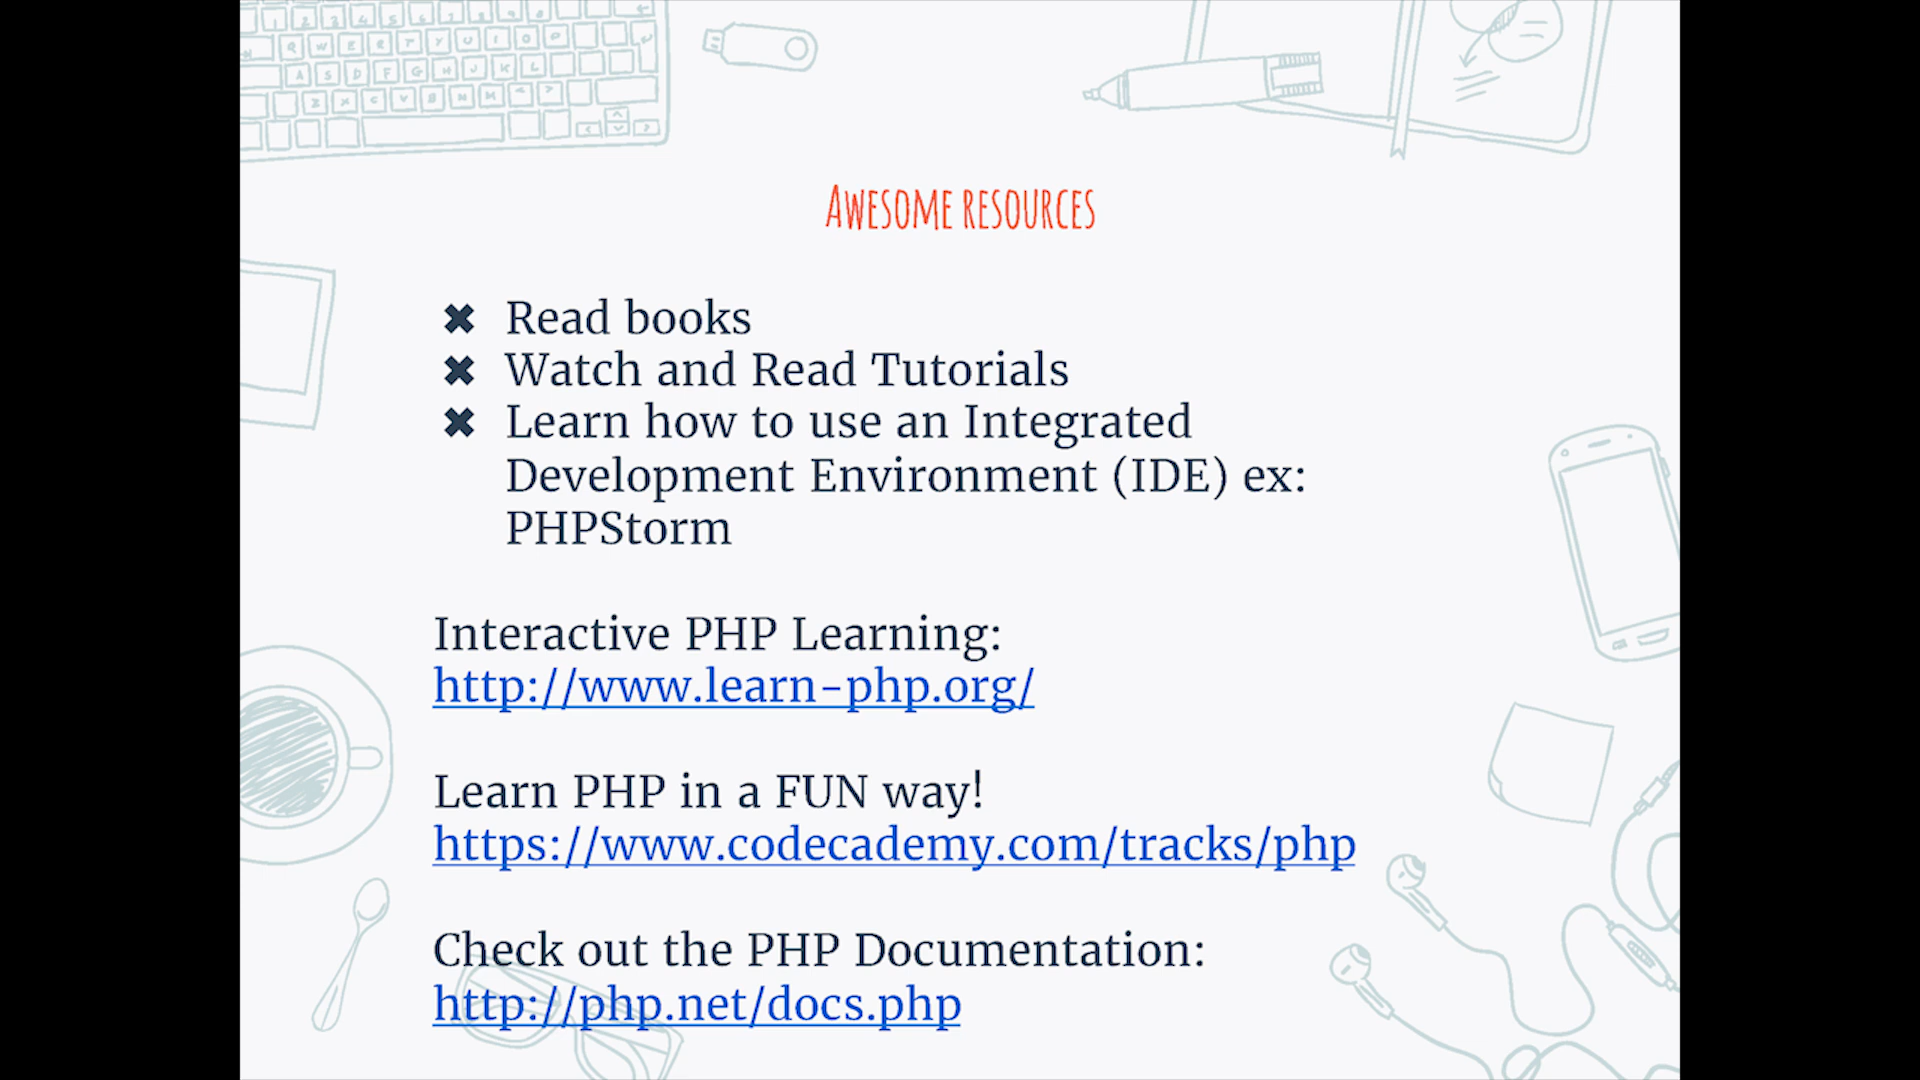 Awesome resources
✖ Read books
✖ Watch and Read Tutorials
✖ Learn how to use an Integrated
Development Environment (IDE) ex:
PHPStorm
Interactive PHP Learning:
http://www.learn-php.org/
Learn PHP in a FUN way!
https://www.codecademy.com/tracks/php
Check out the PHP Documentation:
http://php.net/docs.php